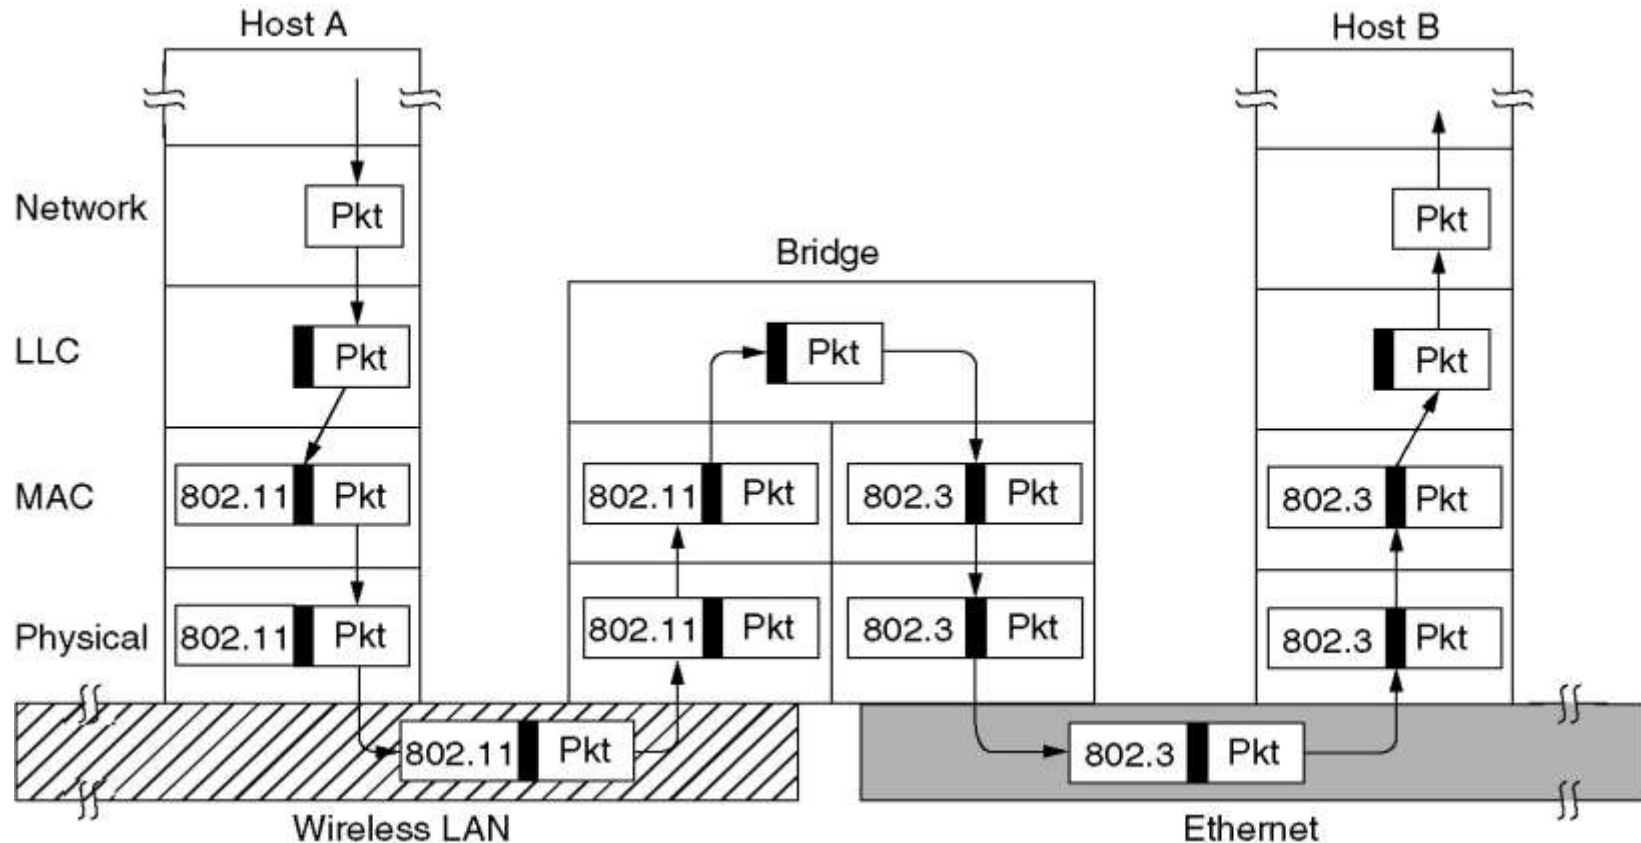 Host A
Host B
Network
Pkt
Pkt
Bridge
LLC
Pkt
Pkt
Pkt
MAC
802.11 Pkt
802.11 Pkt
802.3 Pkt
802.3 Pkt
Physical
802.11 Pkt
802.11 Pkt
802.3 Pkt
802.3 Pkt
802.11 Pkt
802.3 Pkt
Wireless LAN
Ethernet